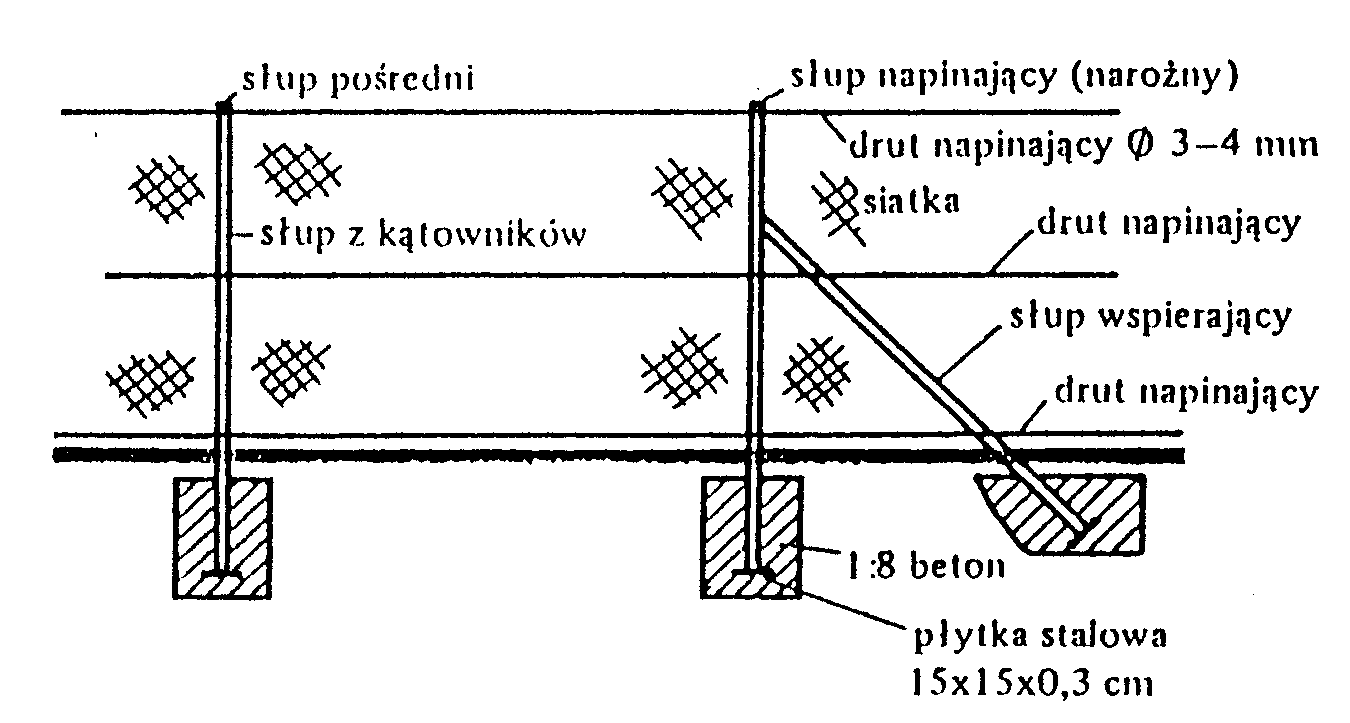 słup pośredni
słup napinający (narożny)
drut napinający Ø 3–4 mm
siatka
słup z kątowników
drut napinający
słup wspierający
drut napinający
1:8 beton
płytka stalowa
15x15x0,3 cm